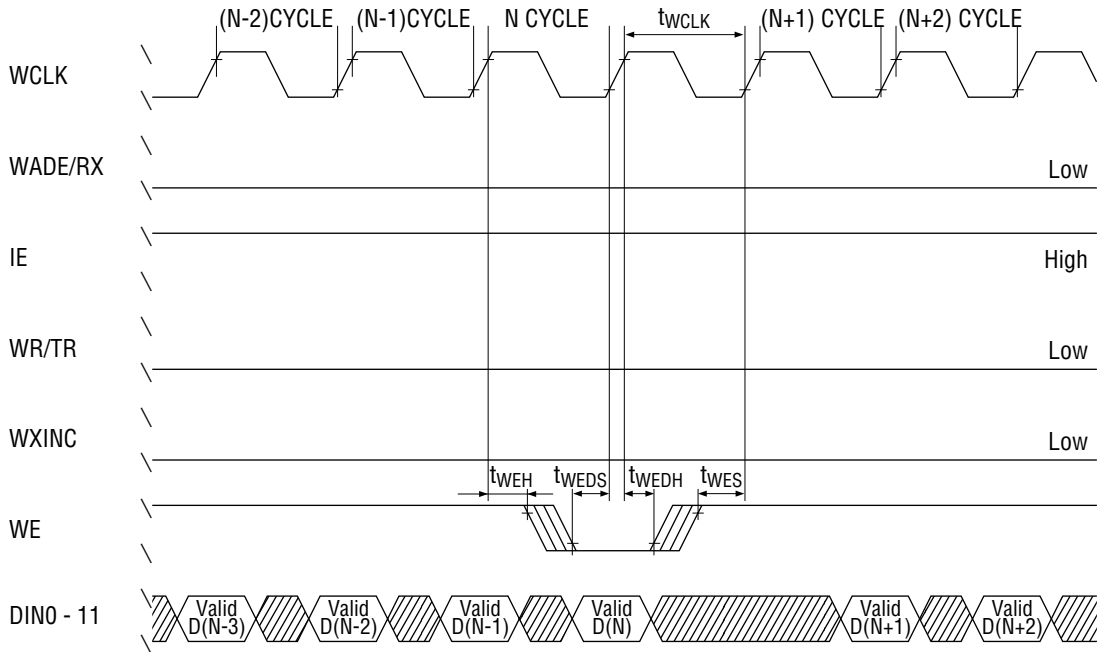 (N-2)CYCLE (N-1)CYCLE N CYCLE tWCLK (N+1) CYCLE (N+2) CYCLE
WCLK
WADE/RX Low
IE High
WR/TR Low
WXINC Low
tWEH tWEDS tWEDH tWES
WE
DIN0 - 11 Valid Valid Valid Valid Valid Valid
D(N-3) D(N-2) D(N-1) D(N) D(N+1) D(N+2)